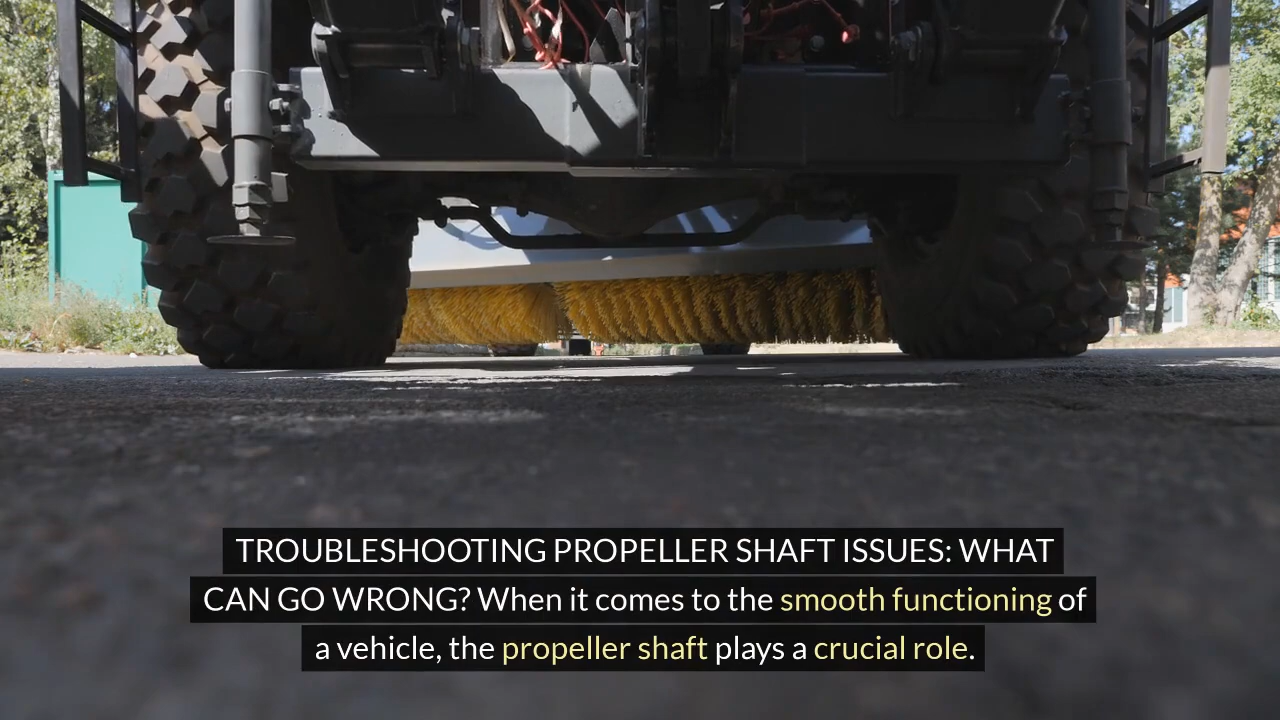 TROUBLESHOOTING PROPELLER SHAFT ISSUES: WHAT
CAN GO WRONG? When it comes to the smooth functioning of
a vehicle, the propeller shaft plays a crucial role.